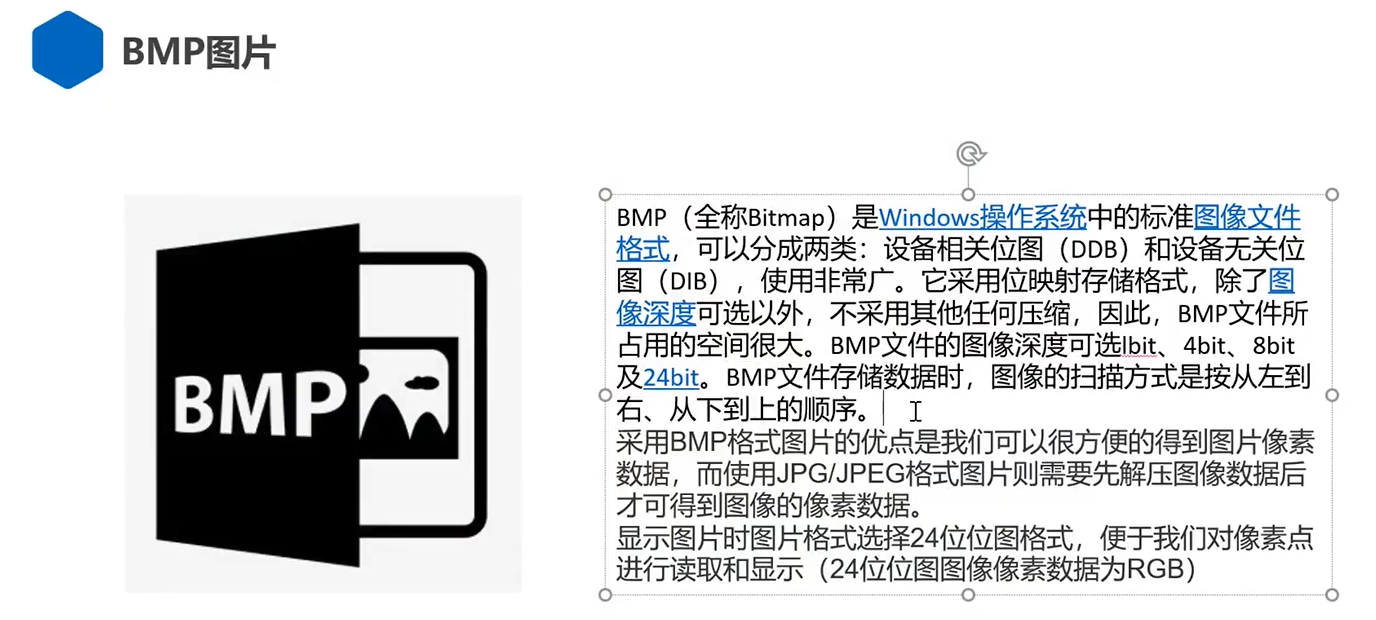 BMP图片
BMP
BMP（全称Bitmap）是Windows操作系统中的标准图像文件
格式，可以分成两类：设备相关位图（DDB）和设备无关位
图（DIB），使用非常广。它采用位映射存储格式，除了图
像深度可选以外，不采用其他任何压缩，因此，BMP文件所
占用的空间很大。BMP文件的图像深度可选lbit、4bit、8bit
及24bit。BMP文件存储数据时，图像的扫描方式是按从左到
右、从下到上的顺序。
采用BMP格式图片的优点是我们可以很方便的得到图片像素
数据，而使用JPG/JPEG格式图片则需要先解压图像数据后
才可得到图像的像素数据。
显示图片时图片格式选择24位位图格式，便于我们对像素点
进行读取和显示（24位位图图像像素数据为RGB）